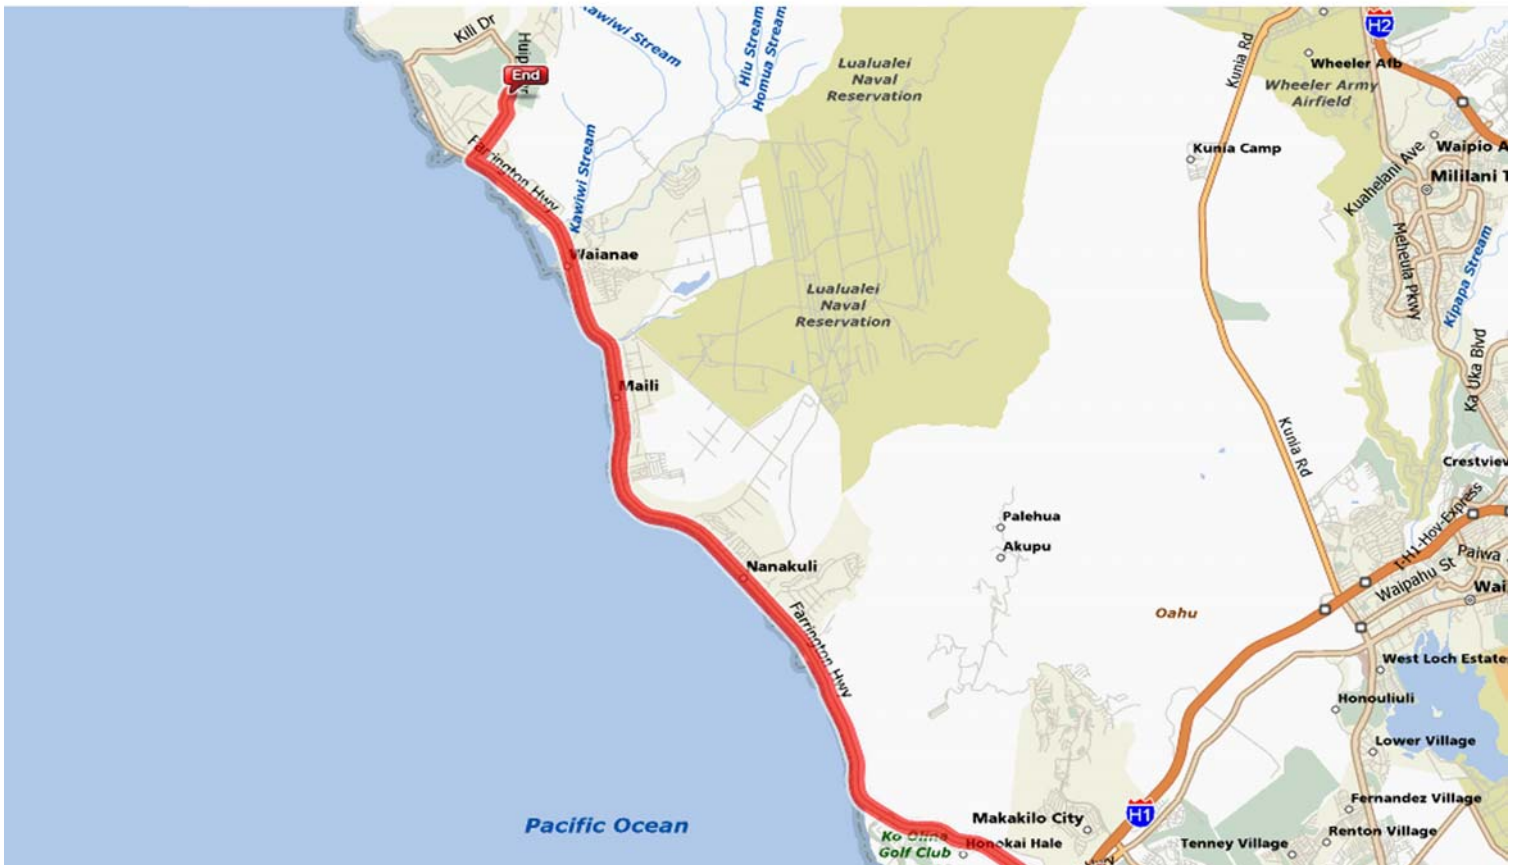 Kili Dr
Huip
End
Kawiwi Stream
Hiu Stream
Homua Stream
Lualualei
Naval
Reservation
Kunia Rd
H2
Wheeler Afb
Wheeler Army
Airfield
Kunia Camp
Kuahelani Ave
Waipio A
Mililani T
Farrington Hwy
Kawiwi Stream
Waianae
Meheula Pkwy
Kipapa Stream
Lualualei
Naval
Reservation
Ka Uka Blvd
Maili
Kunia Rd
Crestview
Palehua
Akupu
I-H1-Hov-Express
Paiwa
Waipahu St
Wai
Nanakuli
Farrington Hwy
Oahu
West Loch Estate
Honouliuli
Lower Village
Fernandez Village
Pacific Ocean
Makakilo City
H1
Renton Village
Ko Olina
Golf Club
Honokai Hale
Tenney Village